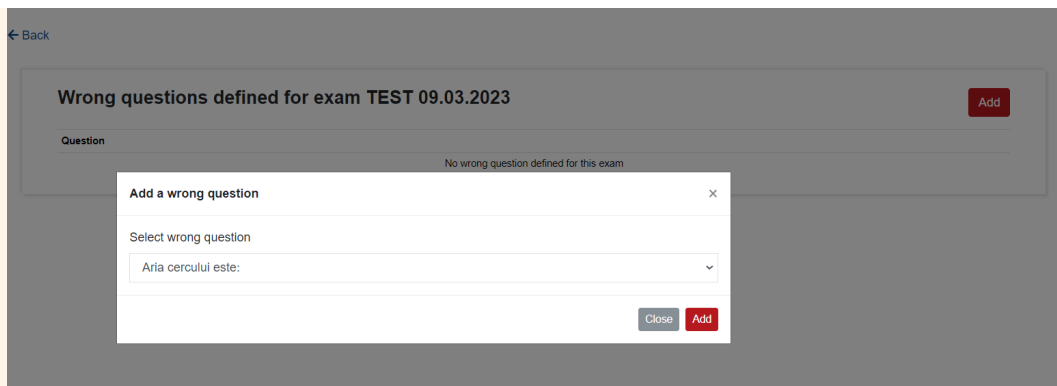 Back
Wrong questions defined for exam TEST 09.03.2023
Add
Question
No wrong question defined for this exam
Add a wrong question
×
Select wrong question
Aria cercului este:
Close Add